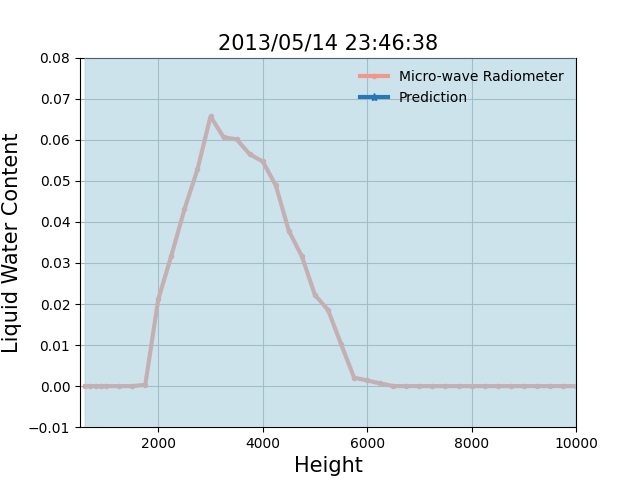 2013/05/14 23:46:38
Micro-wave Radiometer
Prediction
Liquid Water Content
0.08
0.07
0.06
0.05
0.04
0.03
0.02
0.01
0.00
−0.01
2000 4000 6000 8000 10000
Height